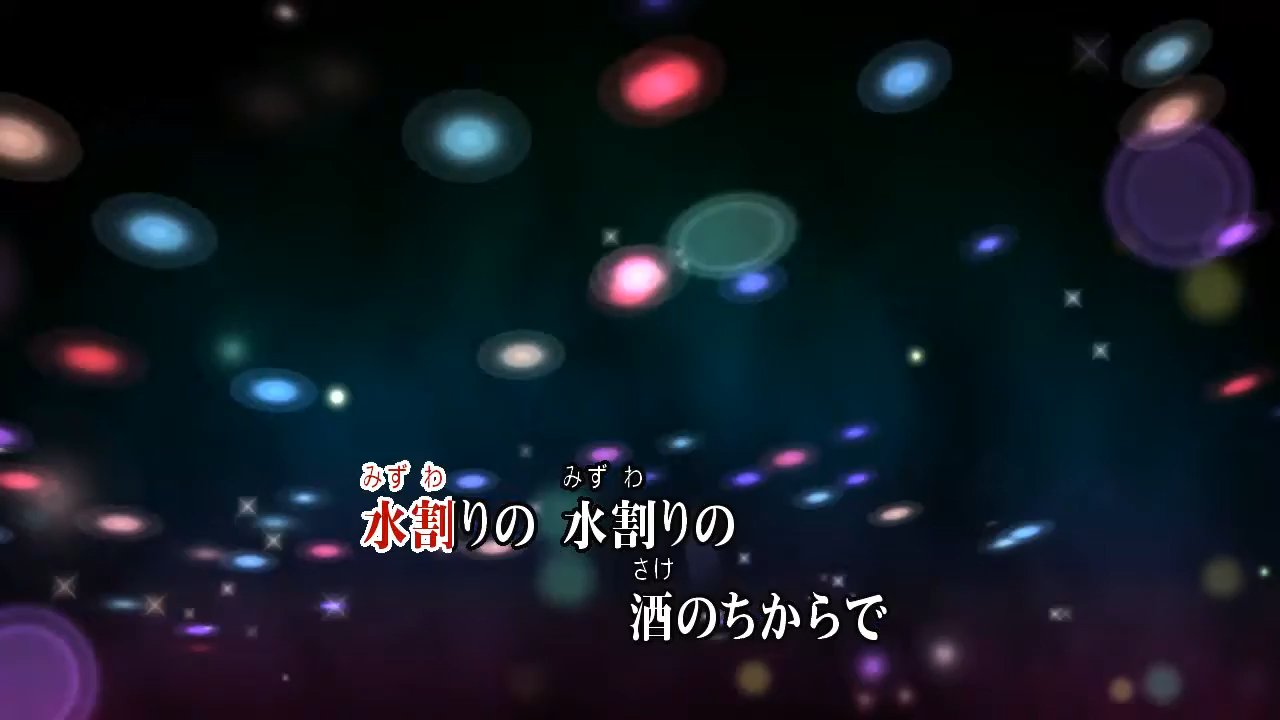 みず わ みず わ
水割りの 水割りの
さけ
酒のちからで